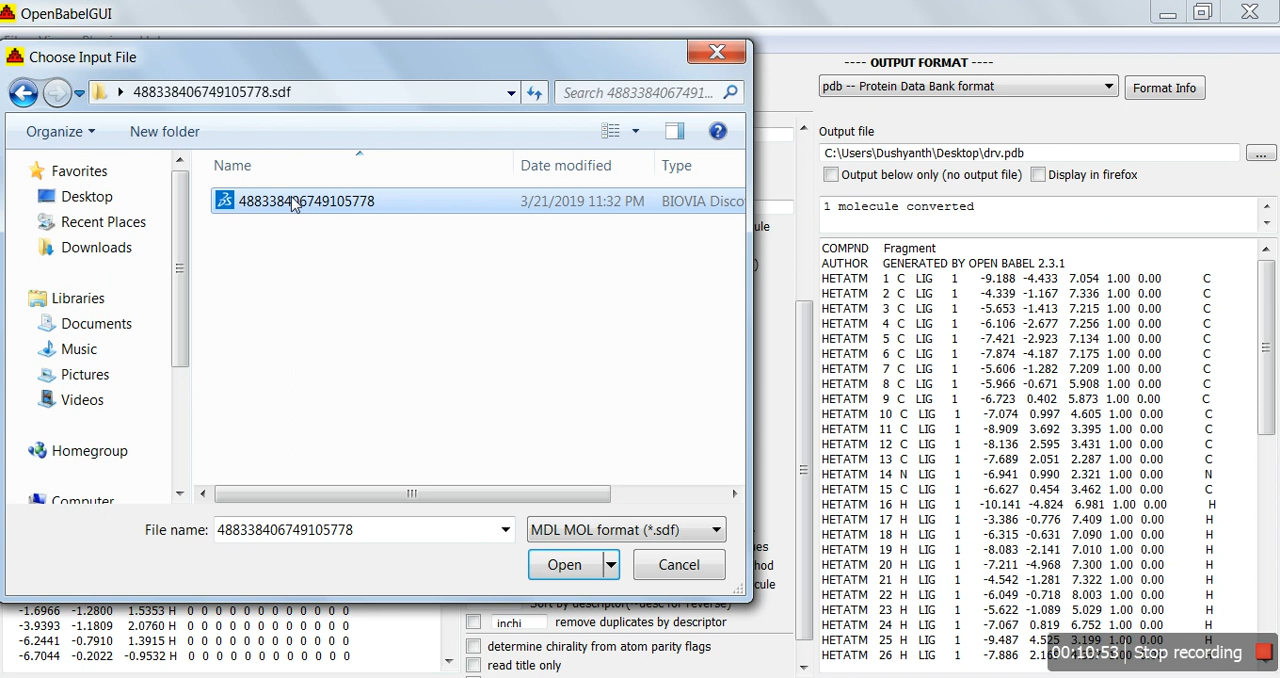 OpenBabelGUI
Choose Input File
488338406749105778.sdf
Search 4883384067491...
Organize
New folder
Favorites
Desktop
Recent Places
Downloads
Libraries
Documents
Music
Pictures
Videos
Homegroup
Computer
Name
Date modified
Type
488338406749105778 3/21/2019 11:32 PM BIOVIA Disco
File name: 488338406749105778
MDL MOL format (*.sdf)
Open
Cancel
-1.6966 -1.2800 1.5353 H 0 0 0 0 0 0 0 0 0 0 0 0
-3.9393 -1.1809 2.0760 H 0 0 0 0 0 0 0 0 0 0 0 0
-6.2441 -0.7910 1.3915 H 0 0 0 0 0 0 0 0 0 0 0 0
-6.7044 -0.2022 -0.9532 H 0 0 0 0 0 0 0 0 0 0 0 0
inchi remove duplicates by descriptor
determine chirality from atom parity flags
read title only
---- OUTPUT FORMAT ----
pdb -- Protein Data Bank format
Format Info
Output file
C:\Users\Dushyanth\Desktop\drv.pdb
...
Output below only (no output file)
Display in firefox
1 molecule converted
COMPND Fragment
AUTHOR GENERATED BY OPEN BABEL 2.3.1
HETATM 1 C LIG 1 -9.188 -4.433 7.054 1.00 0.00 C
HETATM 2 C LIG 1 -4.339 -1.167 7.336 1.00 0.00 C
HETATM 3 C LIG 1 -5.653 -1.413 7.215 1.00 0.00 C
HETATM 4 C LIG 1 -6.106 -2.677 7.256 1.00 0.00 C
HETATM 5 C LIG 1 -7.421 -2.923 7.134 1.00 0.00 C
HETATM 6 C LIG 1 -7.874 -4.187 7.175 1.00 0.00 C
HETATM 7 C LIG 1 -5.606 -1.282 7.209 1.00 0.00 C
HETATM 8 C LIG 1 -5.966 -0.671 5.908 1.00 0.00 C
HETATM 9 C LIG 1 -6.723 0.402 5.873 1.00 0.00 C
HETATM 10 C LIG 1 -7.074 0.997 4.605 1.00 0.00 C
HETATM 11 C LIG 1 -8.909 3.692 3.395 1.00 0.00 C
HETATM 12 C LIG 1 -8.136 2.595 3.431 1.00 0.00 C
HETATM 13 C LIG 1 -7.689 2.051 2.287 1.00 0.00 C
HETATM 14 N LIG 1 -6.941 0.990 2.321 1.00 0.00 N
HETATM 15 C LIG 1 -6.627 0.454 3.462 1.00 0.00 C
HETATM 16 H LIG 1 -10.141 -4.824 6.981 1.00 0.00 H
HETATM 17 H LIG 1 -3.386 -0.776 7.409 1.00 0.00 H
HETATM 18 H LIG 1 -6.315 -0.631 7.090 1.00 0.00 H
HETATM 19 H LIG 1 -8.083 -2.141 7.010 1.00 0.00 H
HETATM 20 H LIG 1 -7.211 -4.968 7.300 1.00 0.00 H
HETATM 21 H LIG 1 -4.542 -1.281 7.322 1.00 0.00 H
HETATM 22 H LIG 1 -6.049 -0.718 8.003 1.00 0.00 H
HETATM 23 H LIG 1 -5.622 -1.089 5.029 1.00 0.00 H
HETATM 24 H LIG 1 -7.067 0.819 6.752 1.00 0.00 H
HETATM 25 H LIG 1 -9.487 4.525 3.199 1.00 0.00 H
HETATM 26 H LIG 1 -7.886
00:10:53 | Stop recording